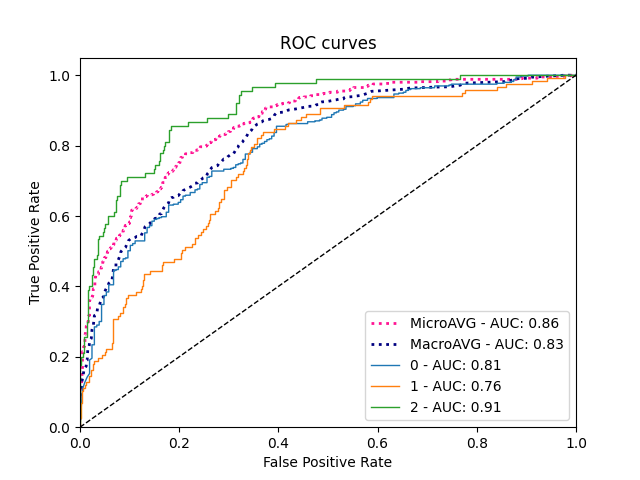 ROC curves
True Positive Rate
1.0
0.8
0.6
0.4
0.2
0.0
MicroAVG - AUC: 0.86
MacroAVG - AUC: 0.83
0 - AUC: 0.81
1 - AUC: 0.76
2 - AUC: 0.91
0.0 0.2 0.4 0.6 0.8 1.0
False Positive Rate